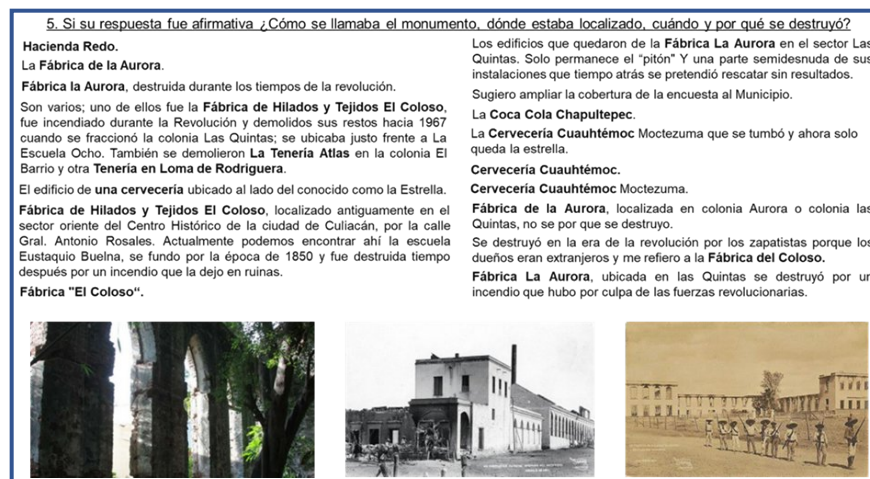 5. Si su respuesta fue afirmativa ¿Cómo se llamaba el monumento, dónde estaba localizado, cuándo y por qué se destruyó?
Hacienda Redo.
La Fábrica de la Aurora.
Fábrica la Aurora, destruida durante los tiempos de la revolución.
Son varios; uno de ellos fue la Fábrica de Hilados y Tejidos El Coloso,
fue incendiado durante la Revolución y demolidos sus restos hacia 1967
cuando se fraccionó la colonia Las Quintas; se ubicaba justo frente a La
Escuela Ocho. También se demolieron La Tenería Atlas en la colonia El
Barrio y otra Tenería en Loma de Rodriguera.
El edificio de una cervecería ubicado al lado del conocido como la Estrella.
Fábrica de Hilados y Tejidos El Coloso, localizado antiguamente en el
sector oriente del Centro Histórico de la ciudad de Culiacán, por la calle
Gral. Antonio Rosales. Actualmente podemos encontrar ahí la escuela
Eustaquio Buelna, se fundo por la época de 1850 y fue destruida tiempo
después por un incendio que la dejo en ruinas.
Fábrica "El Coloso“.
Los edificios que quedaron de la Fábrica La Aurora en el sector Las
Quintas. Solo permanece el “pitón” Y una parte semidesnuda de sus
instalaciones que tiempo atrás se pretendió rescatar sin resultados.
Sugiero ampliar la cobertura de la encuesta al Municipio.
La Coca Cola Chapultepec.
La Cervecería Cuauhtémoc Moctezuma que se tumbó y ahora solo
queda la estrella.
Cervecería Cuauhtémoc.
Cervecería Cuauhtémoc Moctezuma.
Fábrica de la Aurora, localizada en colonia Aurora o colonia las
Quintas, no se por que se destruyo.
Se destruyó en la era de la revolución por los zapatistas porque los
dueños eran extranjeros y me refiero a la Fábrica del Coloso.
Fábrica La Aurora, ubicada en las Quintas se destruyó por un
incendio que hubo por culpa de las fuerzas revolucionarias.